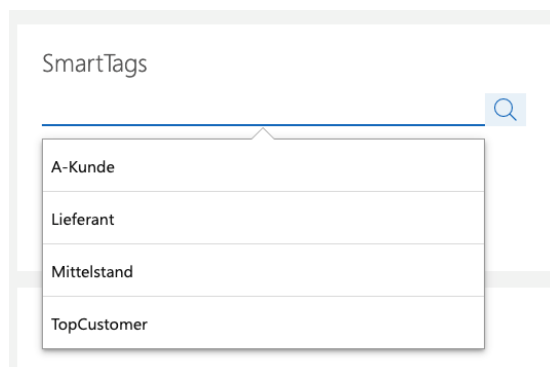 SmartTags
A-Kunde
Lieferant
Mittelstand
TopCustomer